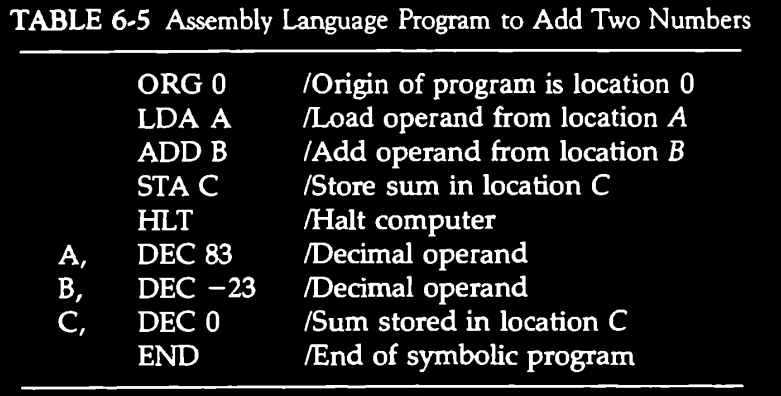 TABLE 6-5 Assembly Language Program to Add Two Numbers
ORG 0 /Origin of program is location 0
LDA A /Load operand from location A
ADD B /Add operand from location B
STA C /Store sum in location C
HLT /Halt computer
A, DEC 83 /Decimal operand
B, DEC −23 /Decimal operand
C, DEC 0 /Sum stored in location C
END /End of symbolic program